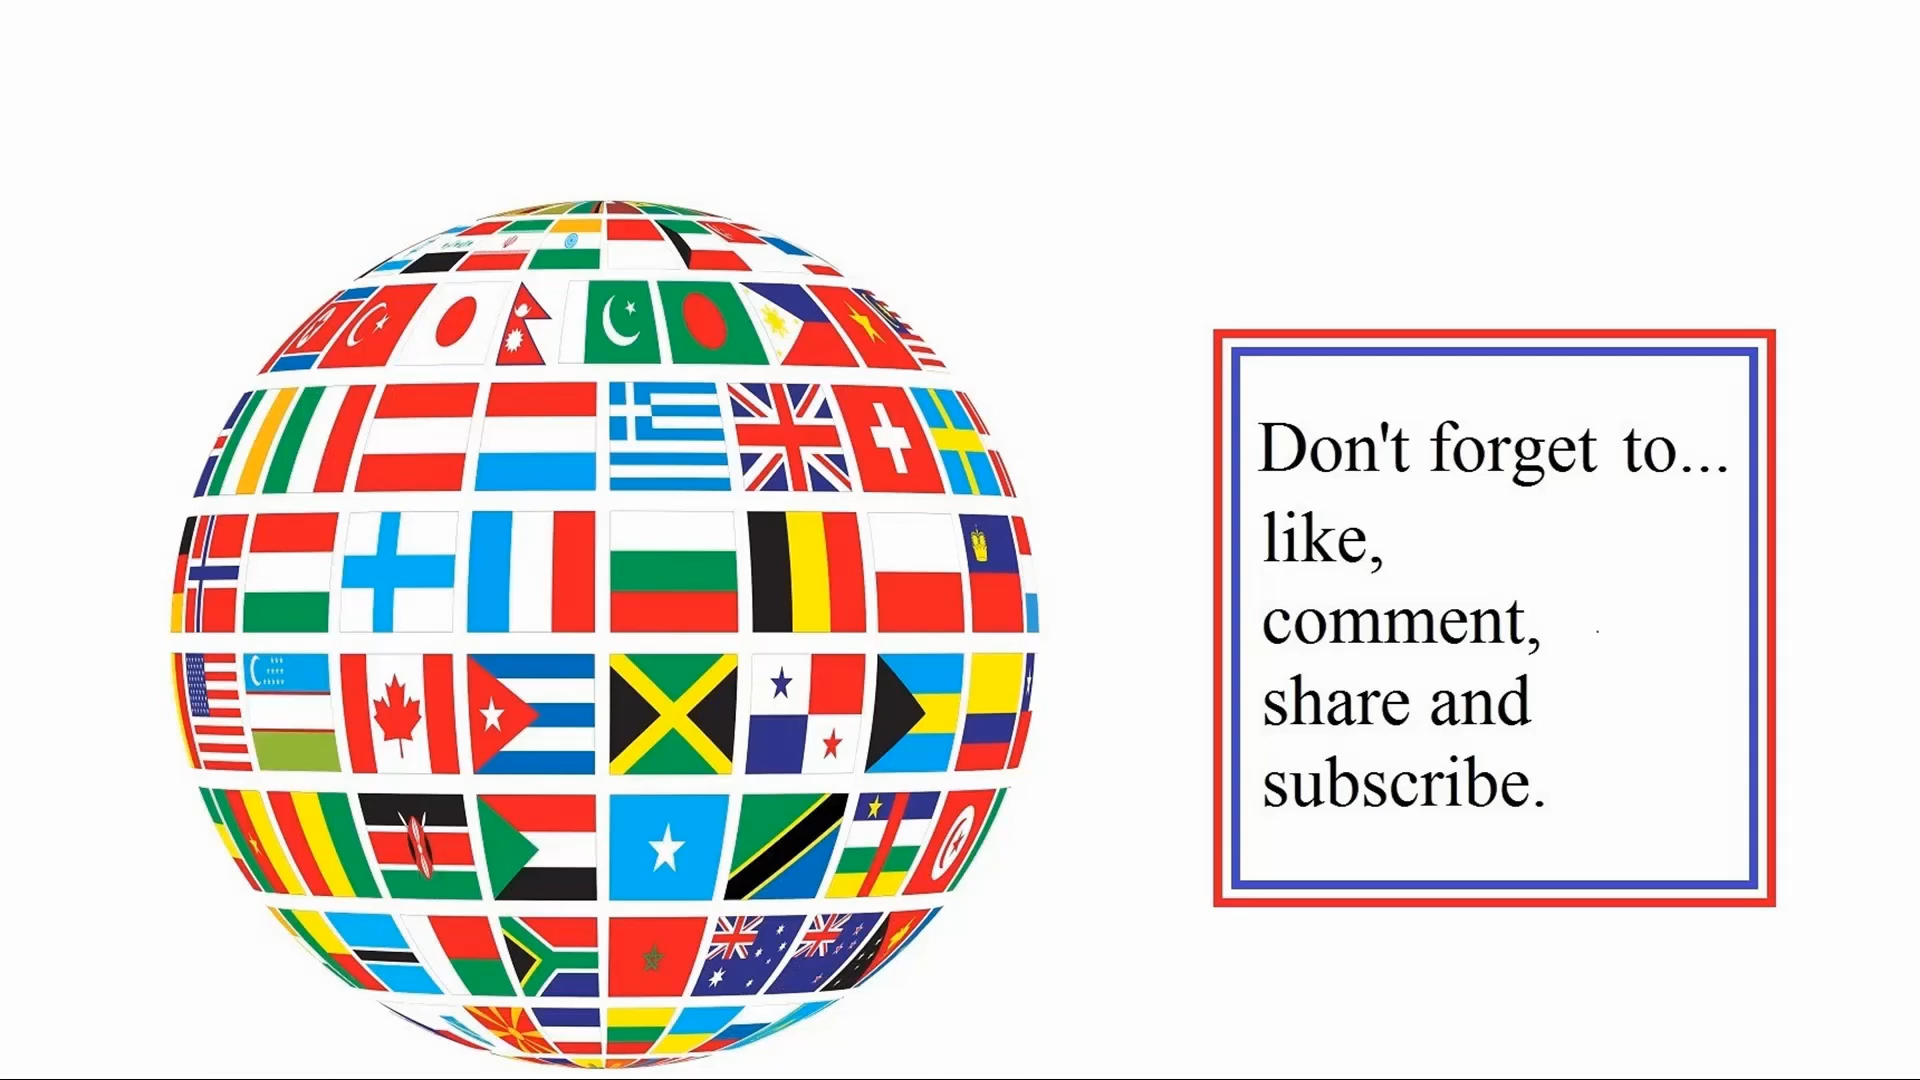 Don't forget to...
like,
comment,
share and
subscribe.